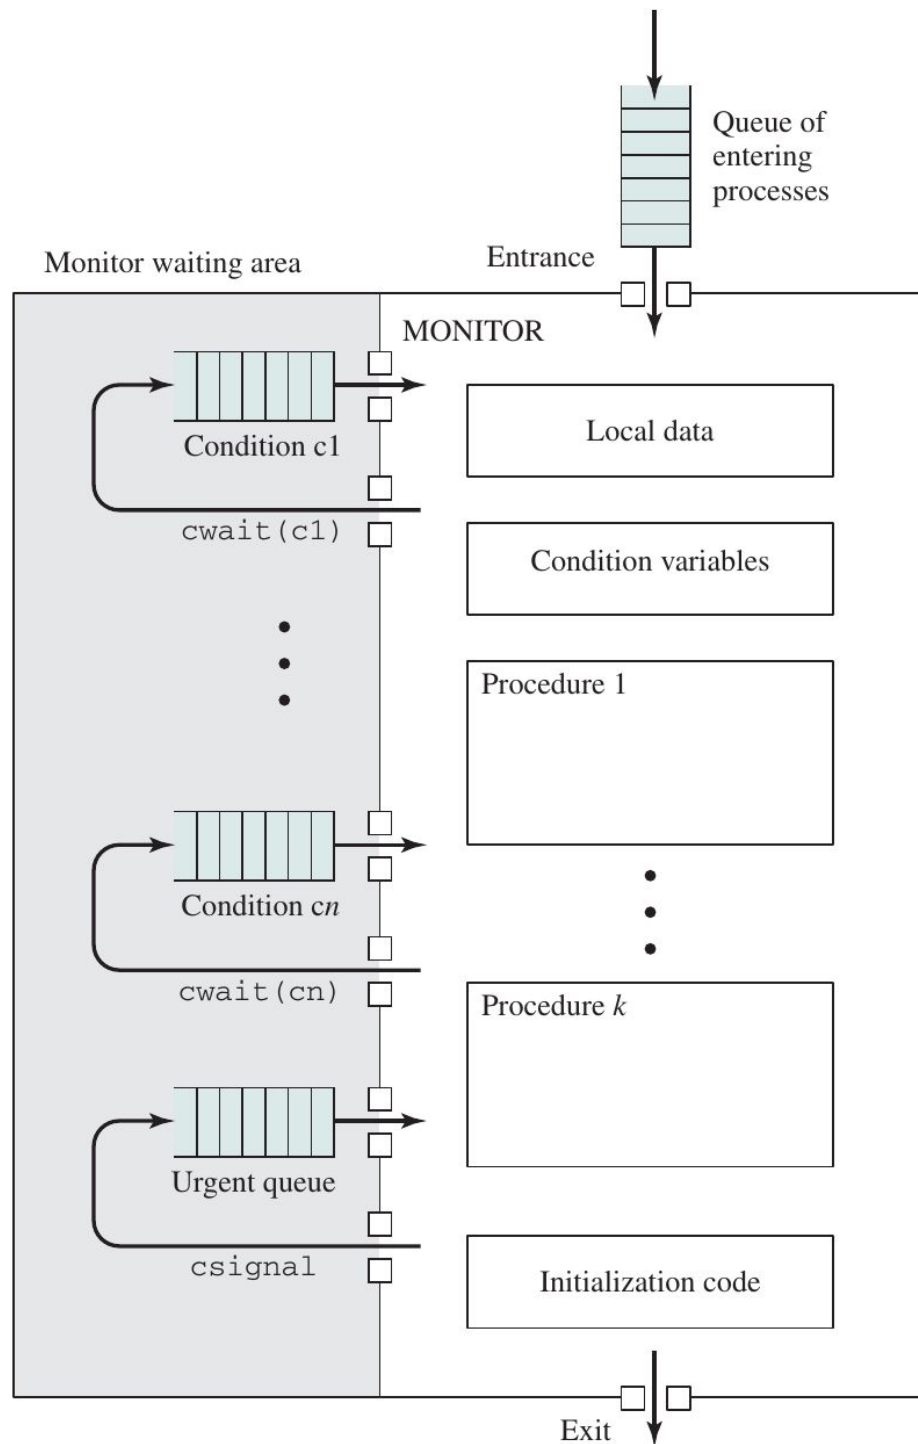 Queue of
entering
processes
Entrance
Monitor waiting area
MONITOR
Condition c1
cwait(c1)
Local data
Condition variables
Procedure 1
Condition cn
cwait(cn)
Procedure k
Urgent queue
csignal
Initialization code
Exit